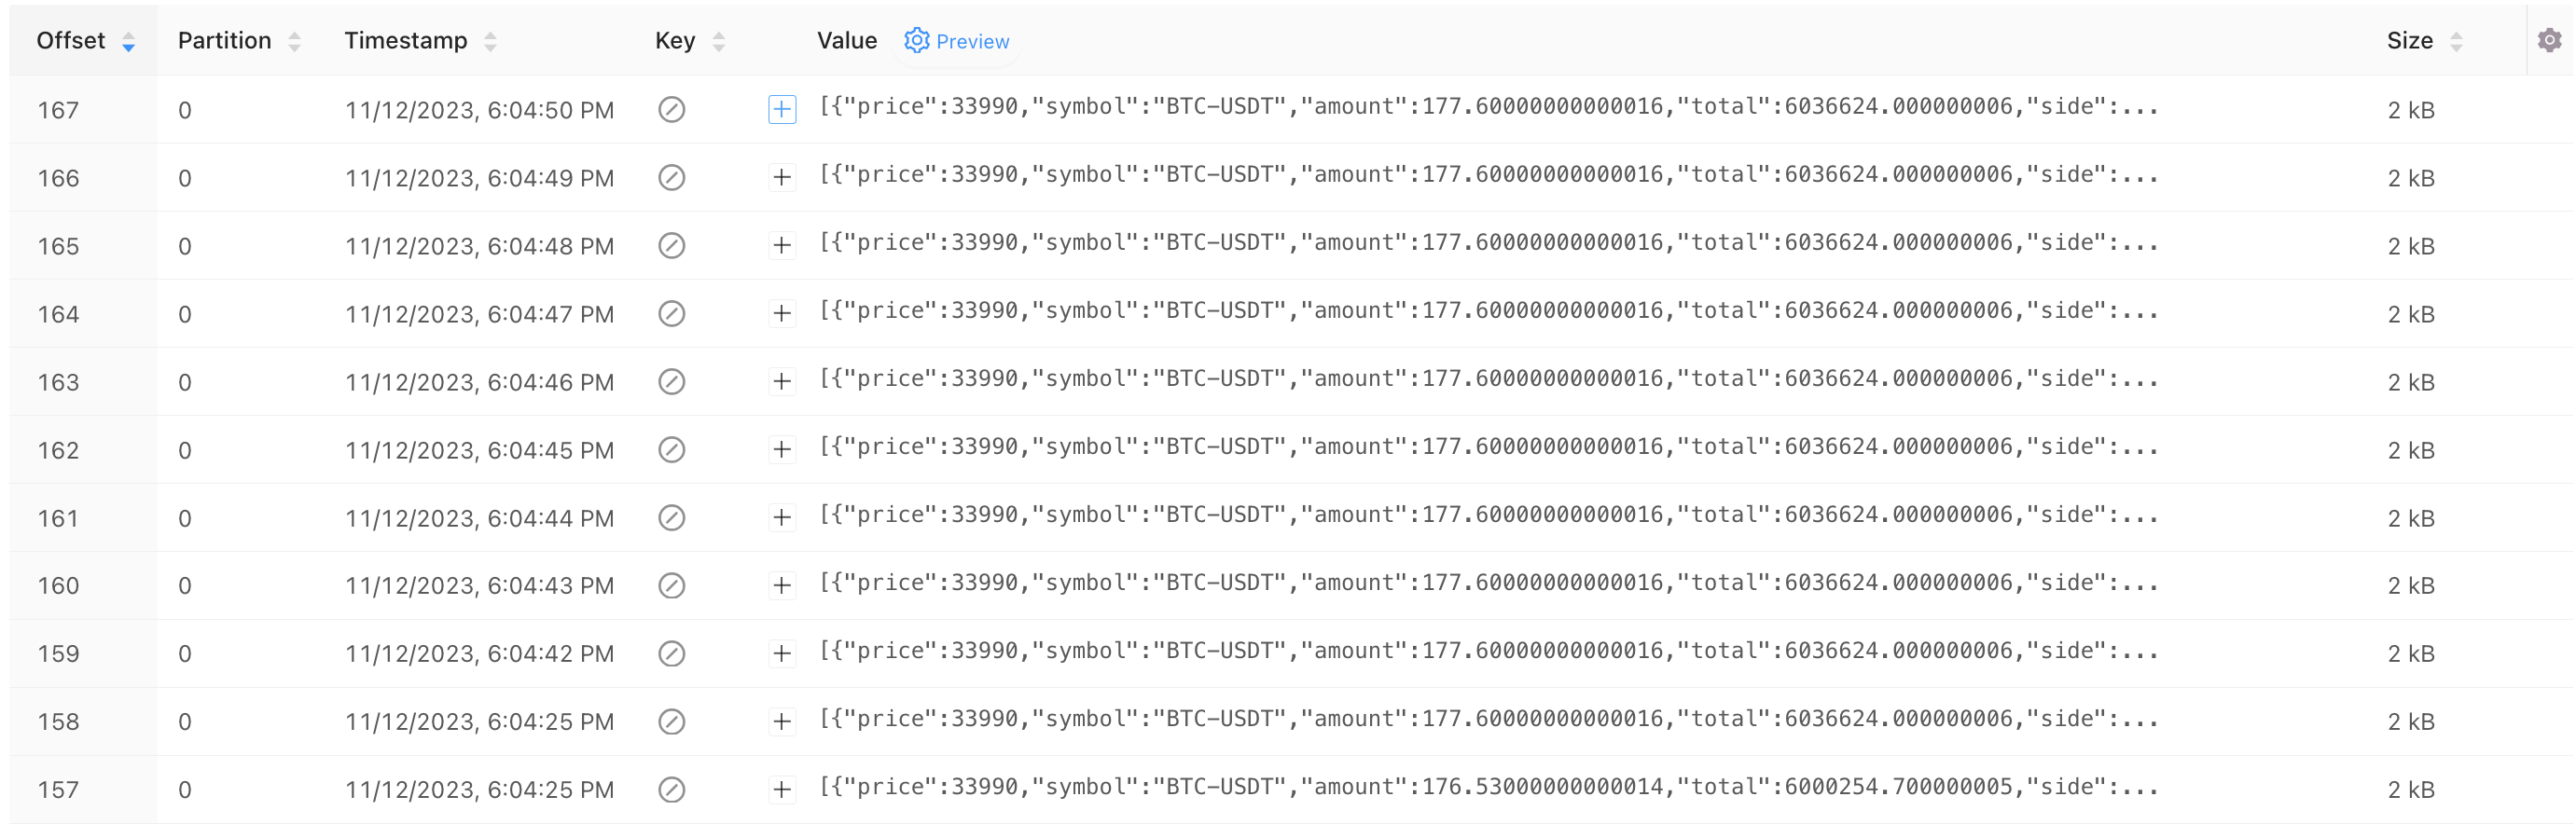 Offset Partition Timestamp Key Value Preview Size
167 0 11/12/2023, 6:04:50 PM [{"price":33990,"symbol":"BTC-USDT","amount":177.60000000000016,"total":6036624.000000006,"side":... 2 kB
166 0 11/12/2023, 6:04:49 PM [{"price":33990,"symbol":"BTC-USDT","amount":177.60000000000016,"total":6036624.000000006,"side":... 2 kB
165 0 11/12/2023, 6:04:48 PM [{"price":33990,"symbol":"BTC-USDT","amount":177.60000000000016,"total":6036624.000000006,"side":... 2 kB
164 0 11/12/2023, 6:04:47 PM [{"price":33990,"symbol":"BTC-USDT","amount":177.60000000000016,"total":6036624.000000006,"side":... 2 kB
163 0 11/12/2023, 6:04:46 PM [{"price":33990,"symbol":"BTC-USDT","amount":177.60000000000016,"total":6036624.000000006,"side":... 2 kB
162 0 11/12/2023, 6:04:45 PM [{"price":33990,"symbol":"BTC-USDT","amount":177.60000000000016,"total":6036624.000000006,"side":... 2 kB
161 0 11/12/2023, 6:04:44 PM [{"price":33990,"symbol":"BTC-USDT","amount":177.60000000000016,"total":6036624.000000006,"side":... 2 kB
160 0 11/12/2023, 6:04:43 PM [{"price":33990,"symbol":"BTC-USDT","amount":177.60000000000016,"total":6036624.000000006,"side":... 2 kB
159 0 11/12/2023, 6:04:42 PM [{"price":33990,"symbol":"BTC-USDT","amount":177.60000000000016,"total":6036624.000000006,"side":... 2 kB
158 0 11/12/2023, 6:04:25 PM [{"price":33990,"symbol":"BTC-USDT","amount":177.60000000000016,"total":6036624.000000006,"side":... 2 kB
157 0 11/12/2023, 6:04:25 PM [{"price":33990,"symbol":"BTC-USDT","amount":176.53000000000014,"total":6000254.700000005,"side":... 2 kB